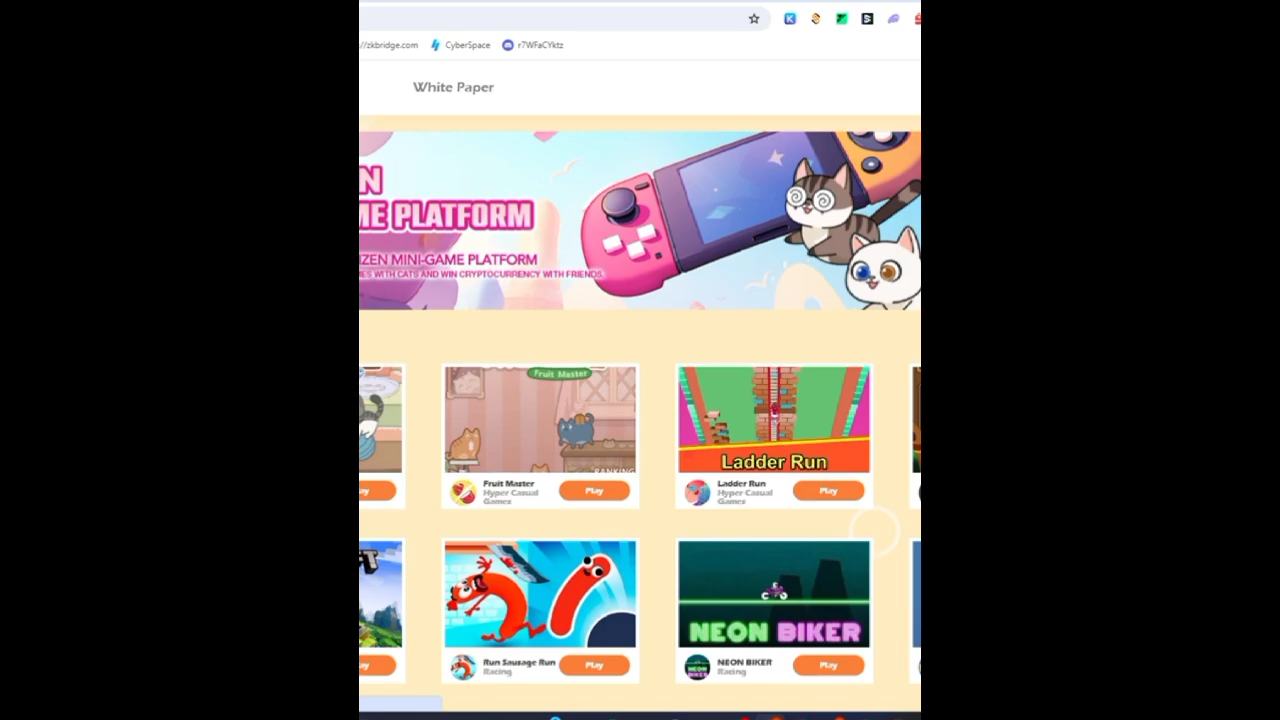 //zkbridge.com CyberSpace r7WFaCYktz
White Paper
N
ME PLATFORM
IZEN MINI-GAME PLATFORM
MES WITH CATS AND WIN CRYPTOCURRENCY WITH FRIENDS.
Fruit Master
RANKING
Ladder Run
Fruit Master
Hyper Casual
Games
Play
Ladder Run
Hyper Casual
Games
Play
NEON BIKER
Run Sausage Run
Racing
Play
NEON BIKER
Racing
Play